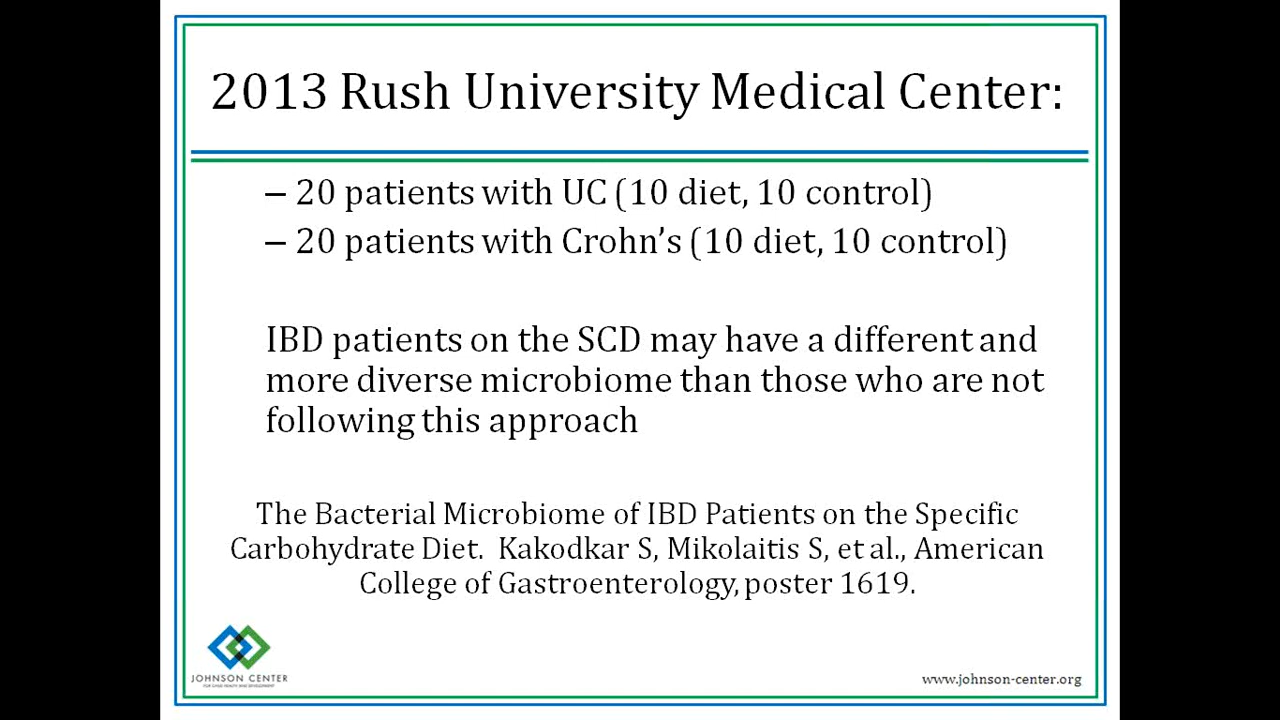 2013 Rush University Medical Center:
– 20 patients with UC (10 diet, 10 control)
– 20 patients with Crohn’s (10 diet, 10 control)
IBD patients on the SCD may have a different and
more diverse microbiome than those who are not
following this approach
The Bacterial Microbiome of IBD Patients on the Specific
Carbohydrate Diet. Kakodkar S, Mikolaitis S, et al., American
College of Gastroenterology, poster 1619.
JOHNSON CENTER
www.johnson-center.org